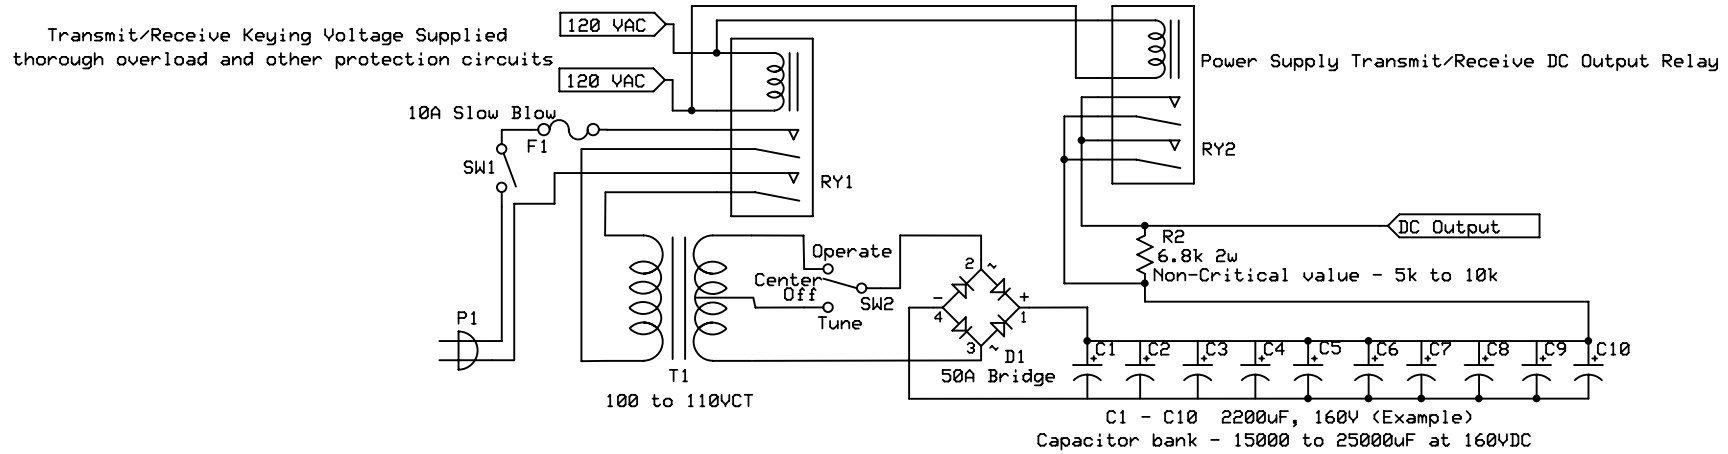 Transmit/Receive Keying Voltage Supplied
thorough overload and other protection circuits
120 VAC
120 VAC
10A Slow Blow
F1
SW1
P1
RY1
Power Supply Transmit/Receive DC Output Relay
RY2
DC Output
R2
6.8k 2w
Non-Critical value - 5k to 10k
Operate
Center
Off
SW2
Tune
T1
100 to 110VCT
2 ~
- +
4 1
3 ~
D1
50A Bridge
+C1 +C2 +C3 +C4 +C5 +C6 +C7 +C8 +C9 +C10
C1 - C10 2200uF, 160V (Example)
Capacitor bank - 15000 to 25000uF at 160VDC